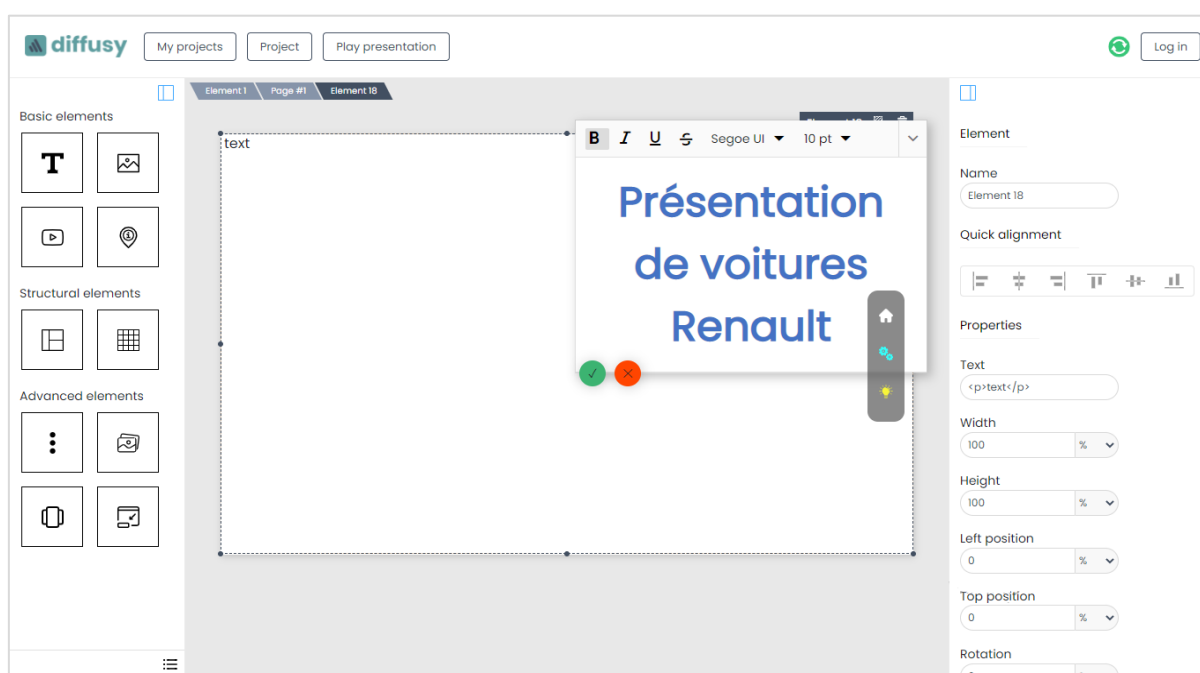 diffusy
My projects
Project
Play presentation
Log in
Element 1
Page #1
Element 18
Basic elements
T
Structural elements
Advanced elements
text
B I U S Segoe UI 10 pt
Présentation
de voitures
Renault
Element
Name
Element 18
Quick alignment
Properties
Text
<p>text</p>
Width
100 %
Height
100 %
Left position
0 %
Top position
0 %
Rotation